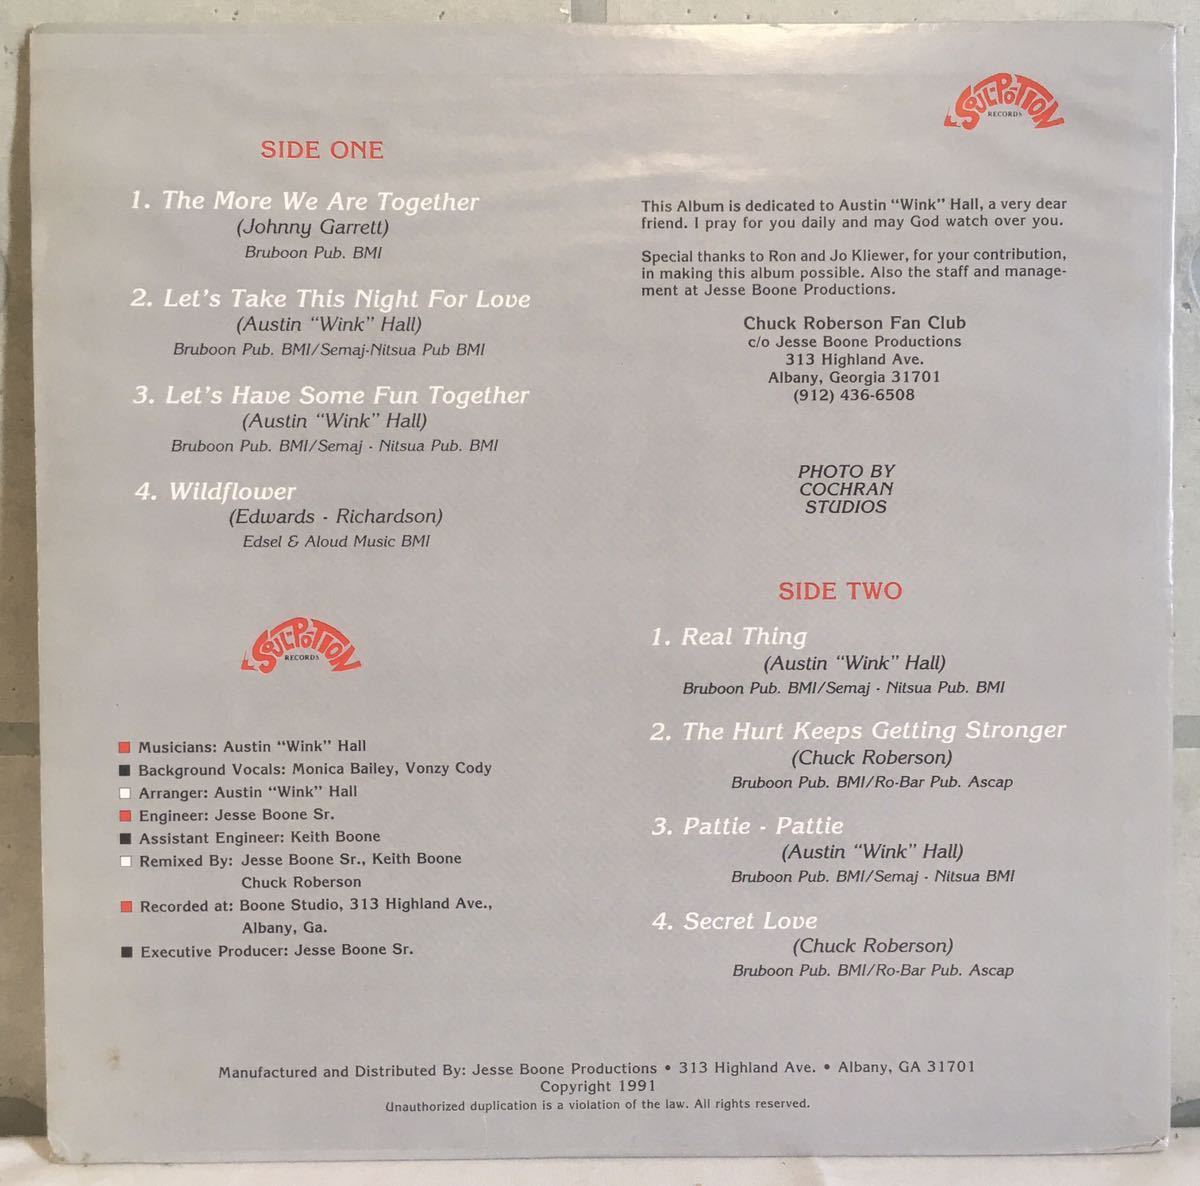 SOUL-POTION
RECORDS
SIDE ONE
1. The More We Are Together
(Johnny Garrett)
Bruboon Pub. BMI
2. Let's Take This Night For Love
(Austin "Wink" Hall)
Bruboon Pub. BMI/Semaj-Nitsua Pub BMI
3. Let's Have Some Fun Together
(Austin "Wink" Hall)
Bruboon Pub. BMI/Semaj - Nitsua Pub. BMI
4. Wildflower
(Edwards - Richardson)
Edsel & Aloud Music BMI
SOUL-POTION
RECORDS
Musicians: Austin "Wink" Hall
Background Vocals: Monica Bailey, Vonzy Cody
Arranger: Austin "Wink" Hall
Engineer: Jesse Boone Sr.
Assistant Engineer: Keith Boone
Remixed By: Jesse Boone Sr., Keith Boone
Chuck Roberson
Recorded at: Boone Studio, 313 Highland Ave.,
Albany, Ga.
Executive Producer: Jesse Boone Sr.
This Album is dedicated to Austin "Wink" Hall, a very dear
friend. I pray for you daily and may God watch over you.
Special thanks to Ron and Jo Kliewer, for your contribution,
in making this album possible. Also the staff and manage-
ment at Jesse Boone Productions.
Chuck Roberson Fan Club
c/o Jesse Boone Productions
313 Highland Ave.
Albany, Georgia 31701
(912) 436-6508
PHOTO BY
COCHRAN
STUDIOS
SIDE TWO
1. Real Thing
(Austin "Wink" Hall)
Bruboon Pub. BMI/Semaj - Nitsua Pub. BMI
2. The Hurt Keeps Getting Stronger
(Chuck Roberson)
Bruboon Pub. BMI/Ro-Bar Pub. Ascap
3. Pattie - Pattie
(Austin "Wink" Hall)
Bruboon Pub. BMI/Semaj - Nitsua BMI
4. Secret Love
(Chuck Roberson)
Bruboon Pub. BMI/Ro-Bar Pub. Ascap
Manufactured and Distributed By: Jesse Boone Productions • 313 Highland Ave. • Albany, GA 31701
Copyright 1991
Unauthorized duplication is a violation of the law. All rights reserved.